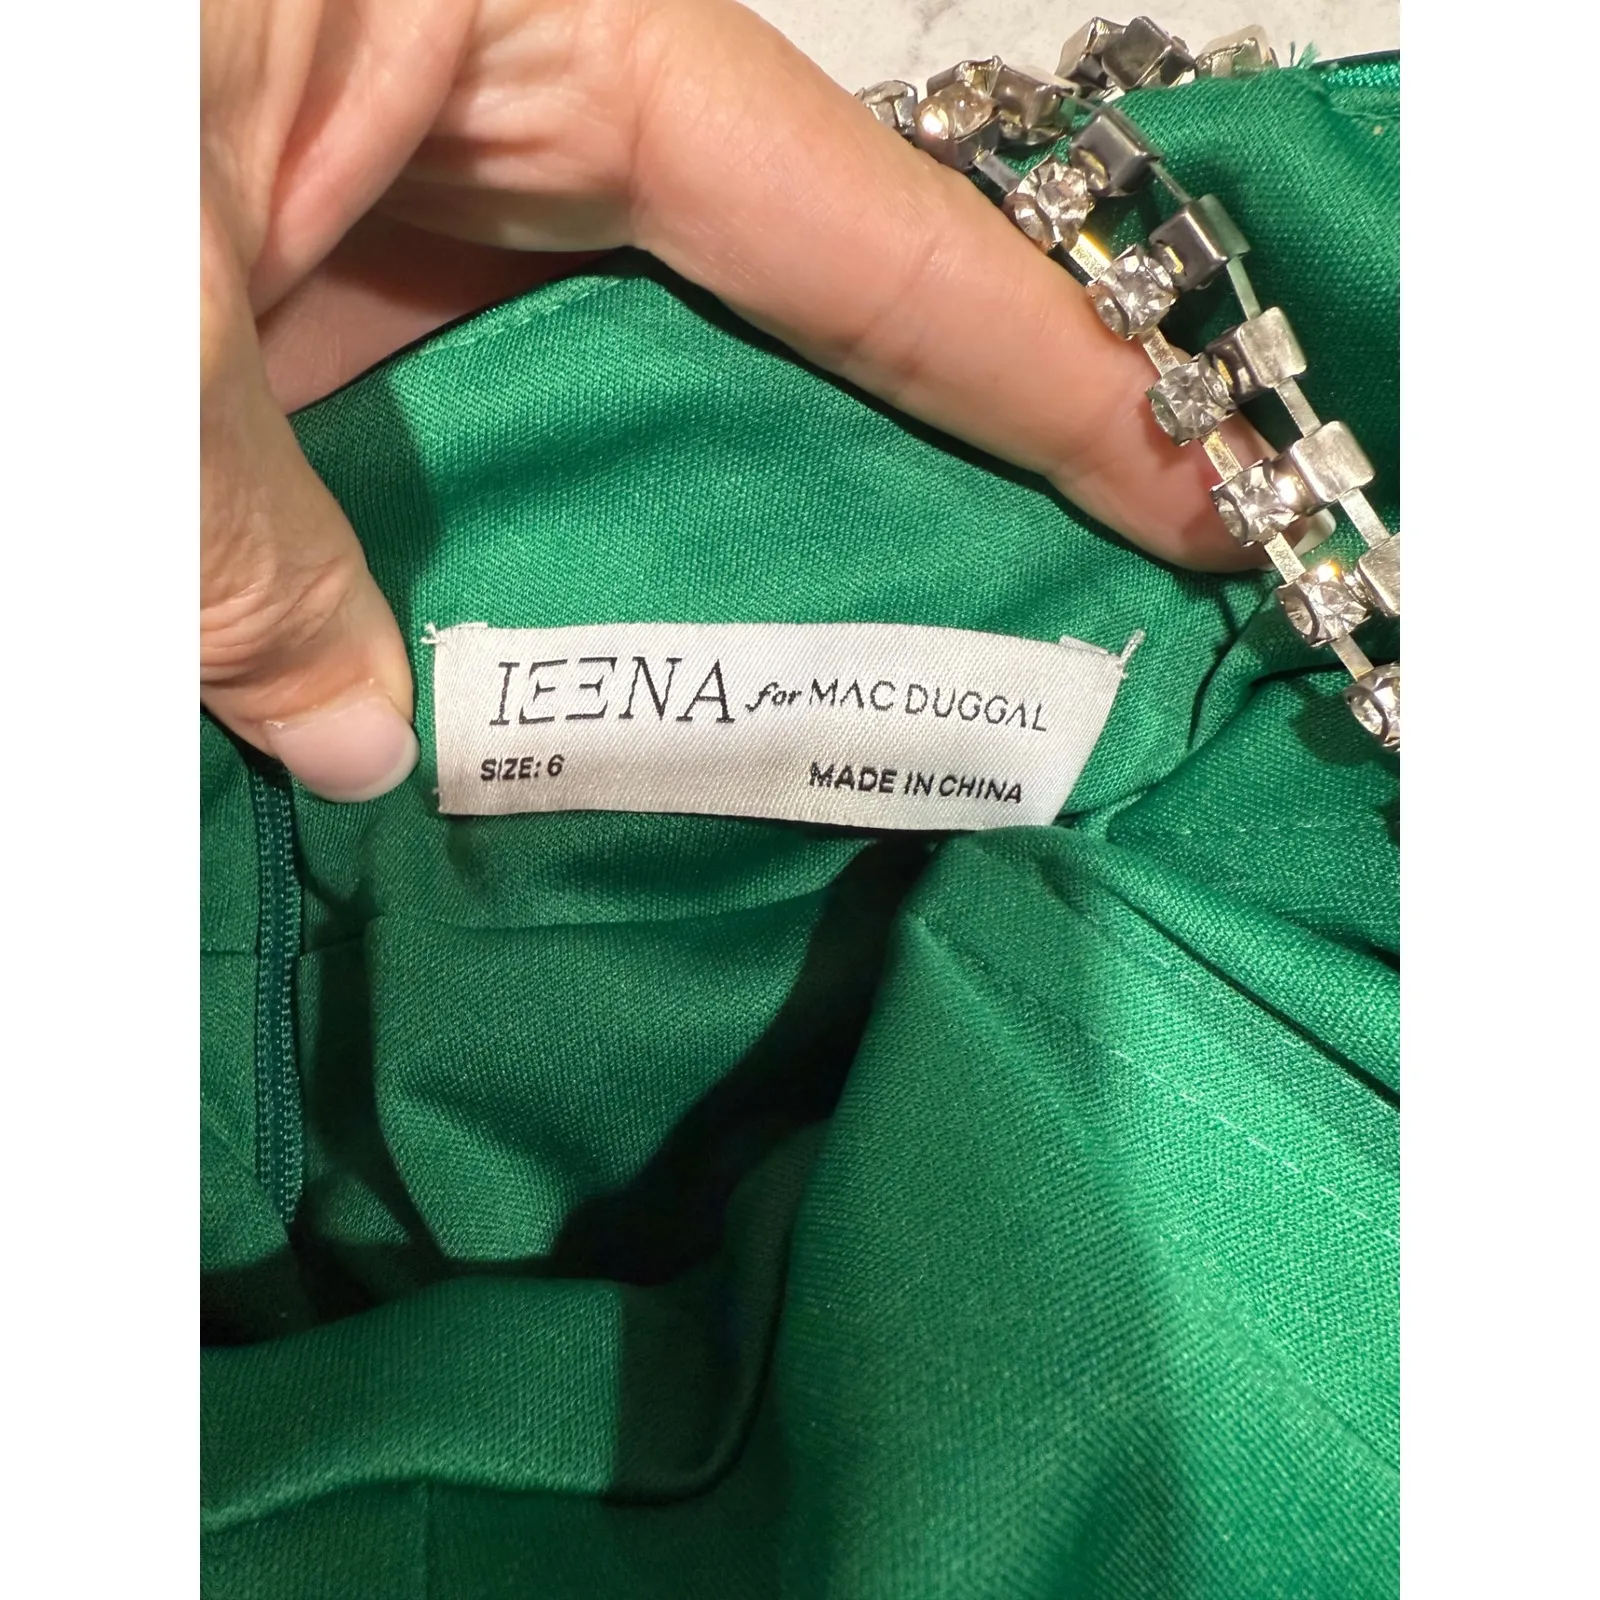 IEENA for MAC DUGGAL
SIZE: 6 MADE IN CHINA